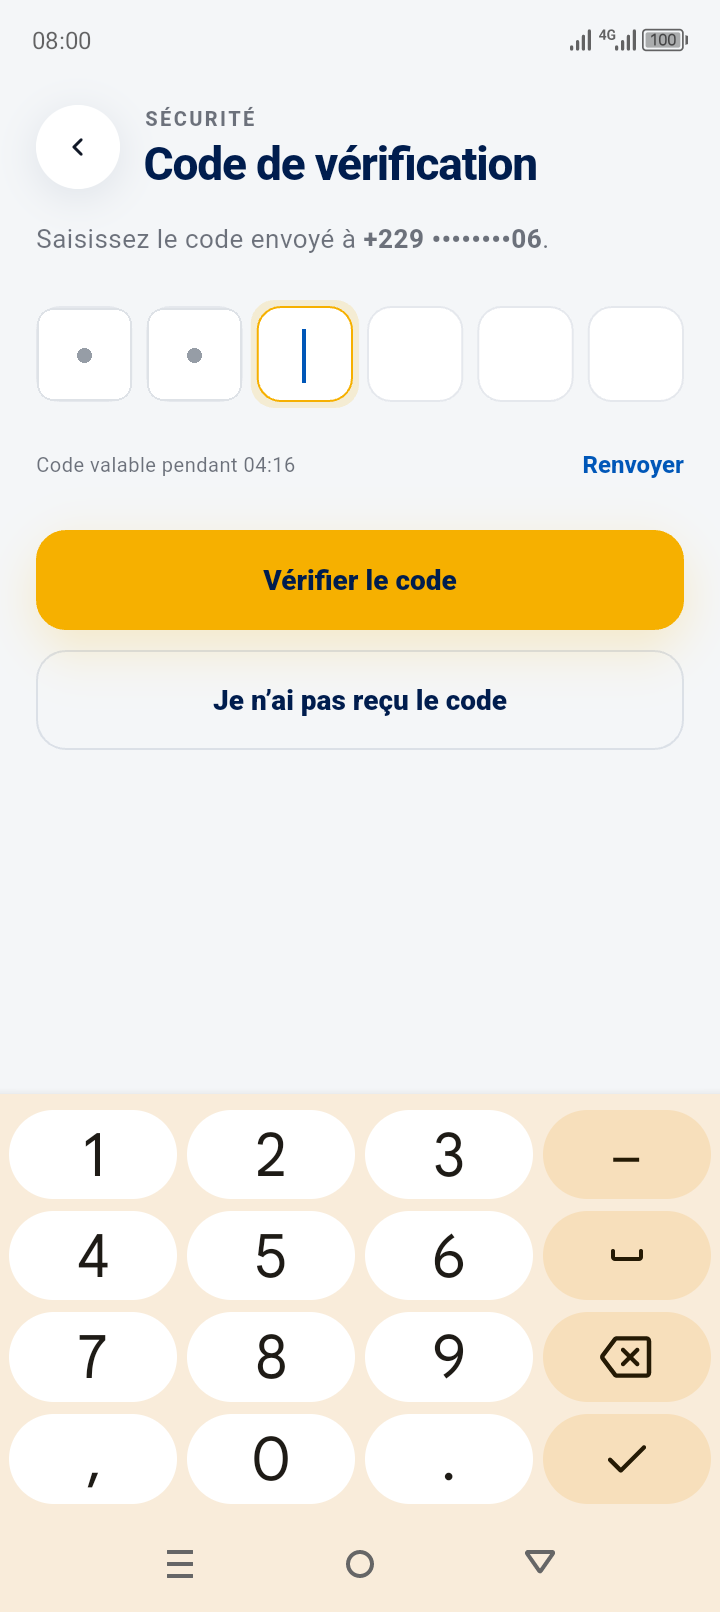 08:00 4G 100
SÉCURITÉ
Code de vérification
Saisissez le code envoyé à +229 ••••••••06.
Code valable pendant 04:16 Renvoyer
Vérifier le code
Je n’ai pas reçu le code
1 2 3 –
4 5 6
7 8 9
, 0 .